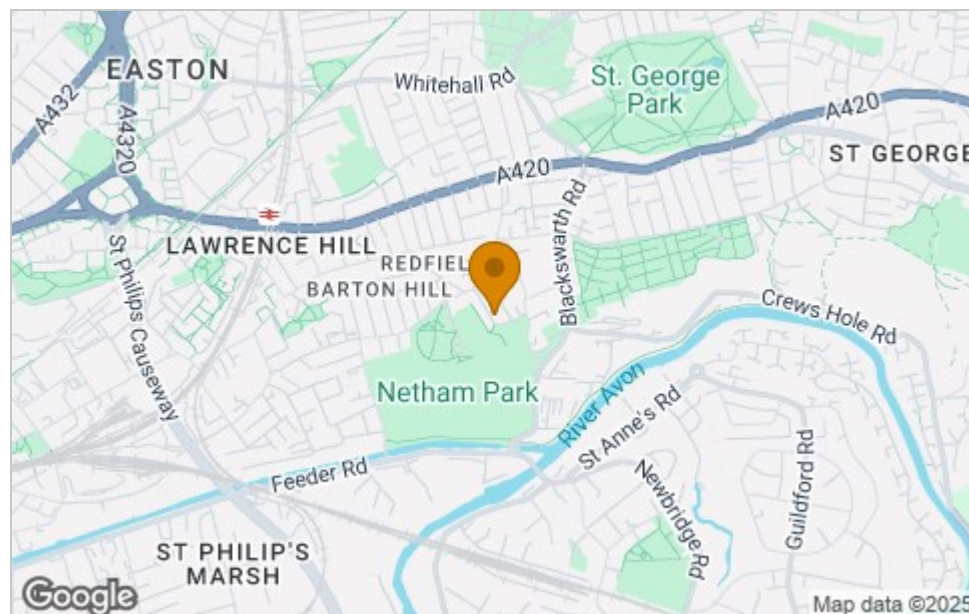 EASTON
A432
A4320
Whitehall Rd
St. George
Park
A420
ST GEORGE
A420
Blackswarth Rd
LAWRENCE HILL
St Philips Causeway
REDFIEL
BARTON HILL
Crews Hole Rd
Netham Park
River Avon
St Anne's Rd
Feeder Rd
Newbridge Rd
Guildford Rd
ST PHILIP'S
MARSH
Google
Map data ©2025